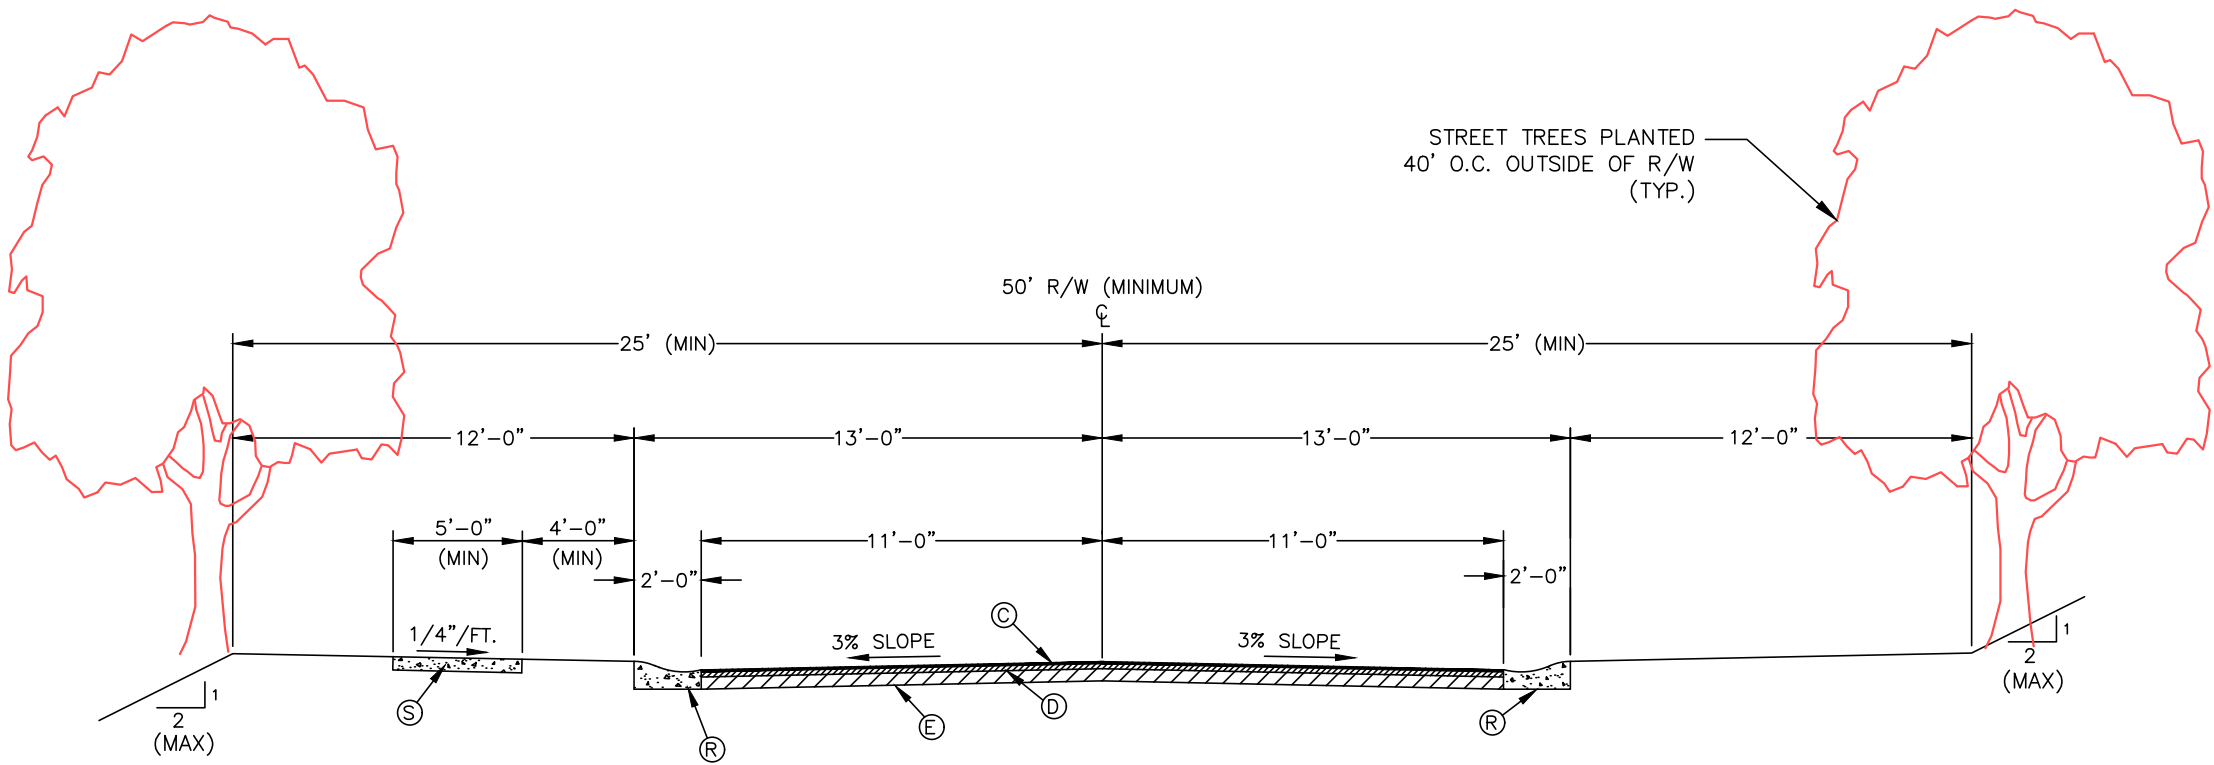 STREET TREES PLANTED
40' O.C. OUTSIDE OF R/W
(TYP.)
50' R/W (MINIMUM)
℄
25' (MIN)
25' (MIN)
12'-0"
13'-0"
13'-0"
12'-0"
5'-0"
(MIN)
4'-0"
(MIN)
11'-0"
11'-0"
2'-0"
2'-0"
1/4"/FT.
3% SLOPE
C
3% SLOPE
1
2
(MAX)
S
R
E
D
R
1
2
(MAX)